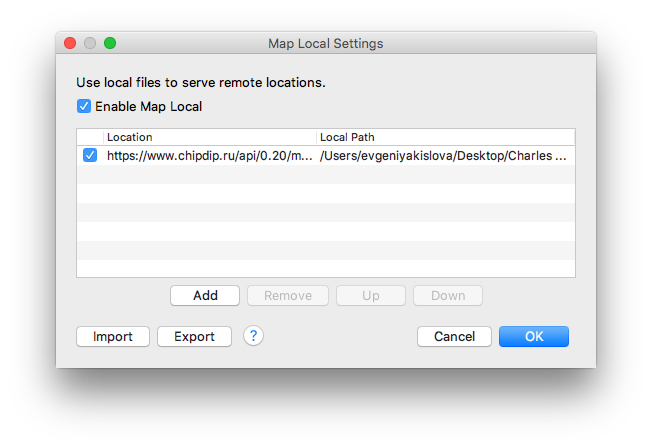 Map Local Settings
Use local files to serve remote locations.
Enable Map Local
Location Local Path
https://www.chipdip.ru/api/0.20/m... /Users/evgeniyakislova/Desktop/Charles ...
Add Remove Up Down
Import Export ? Cancel OK